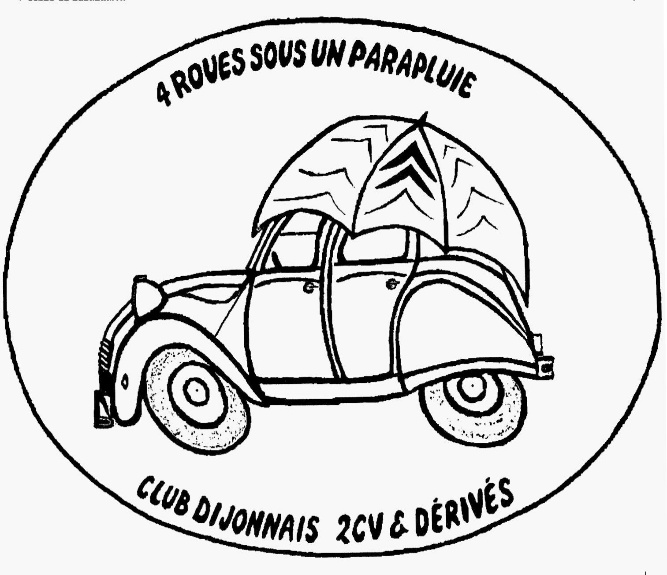 4 ROUES SOUS UN PARAPLUIE
CLUB DIJONNAIS 2CV & DÉRIVÉS